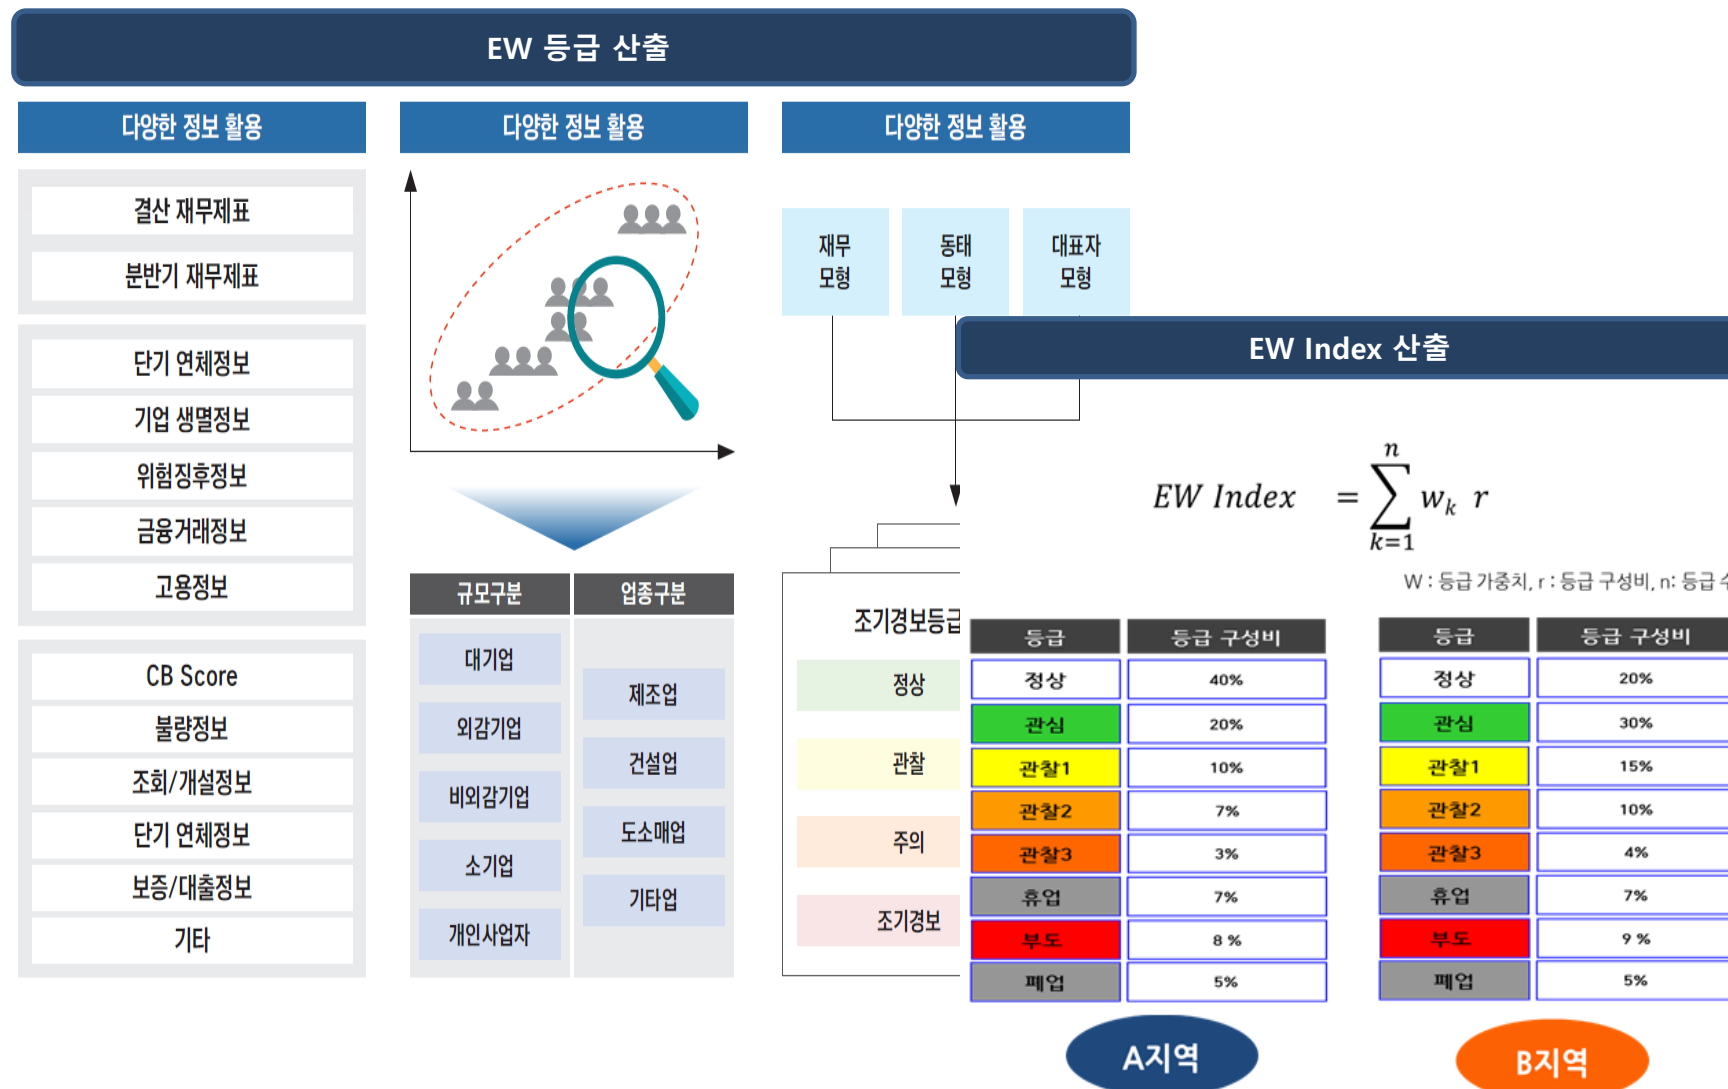 EW 등급 산출
다양한 정보 활용
결산 재무제표
분반기 재무제표
단기 연체정보
기업 생멸정보
위험징후정보
금융거래정보
고용정보
CB Score
불량정보
조회/개설정보
단기 연체정보
보증/대출정보
기타
다양한 정보 활용
규모구분
대기업
외감기업
비외감기업
소기업
개인사업자
업종구분
제조업
건설업
도소매업
기타업
다양한 정보 활용
재무
모형
동태
모형
대표자
모형
조기경보등급
정상
관찰
주의
조기경보
EW Index 산출
EW Index = n ∑ k=1 w_k r
W : 등급 가중치, r : 등급 구성비, n: 등급 수
등급 등급 구성비
정상 40%
관심 20%
관찰1 10%
관찰2 7%
관찰3 3%
휴업 7%
부도 8 %
폐업 5%
A지역
등급 등급 구성비
정상 20%
관심 30%
관찰1 15%
관찰2 10%
관찰3 4%
휴업 7%
부도 9 %
폐업 5%
B지역